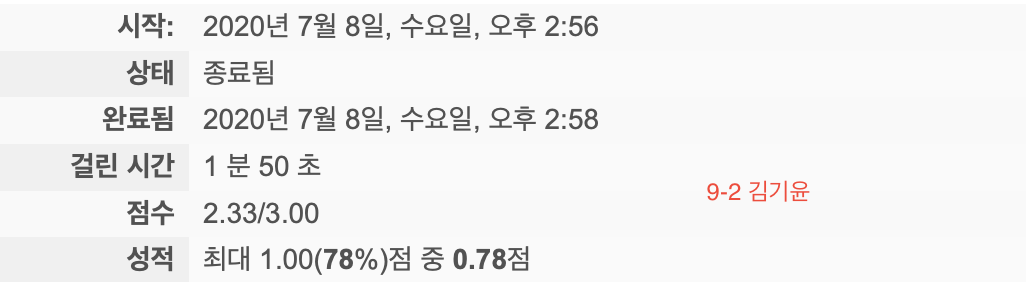 시작: 2020년 7월 8일, 수요일, 오후 2:56
상태 종료됨
완료됨 2020년 7월 8일, 수요일, 오후 2:58
걸린 시간 1 분 50 초
9-2 김기윤
점수 2.33/3.00
성적 최대 1.00(78%)점 중 0.78점